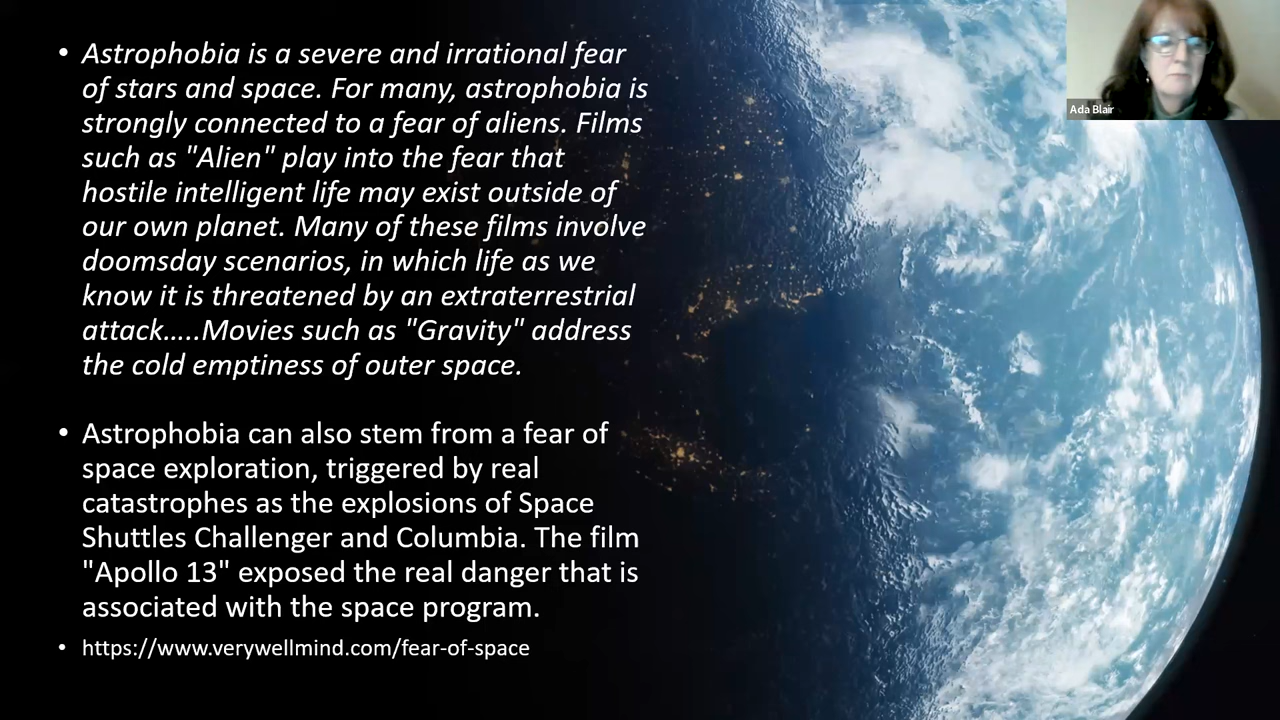 • Astrophobia is a severe and irrational fear
of stars and space. For many, astrophobia is
strongly connected to a fear of aliens. Films
such as "Alien" play into the fear that
hostile intelligent life may exist outside of
our own planet. Many of these films involve
doomsday scenarios, in which life as we
know it is threatened by an extraterrestrial
attack…..Movies such as "Gravity" address
the cold emptiness of outer space.
• Astrophobia can also stem from a fear of
space exploration, triggered by real
catastrophes as the explosions of Space
Shuttles Challenger and Columbia. The film
"Apollo 13" exposed the real danger that is
associated with the space program.
• https://www.verywellmind.com/fear-of-space
Ada Blair